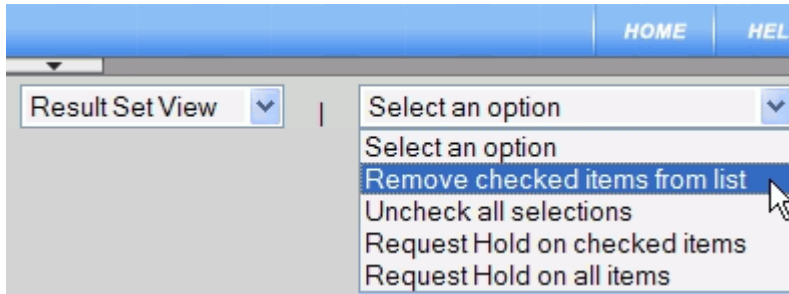 HOME HEL
Result Set View | Select an option
Select an option
Remove checked items from list
Uncheck all selections
Request Hold on checked items
Request Hold on all items